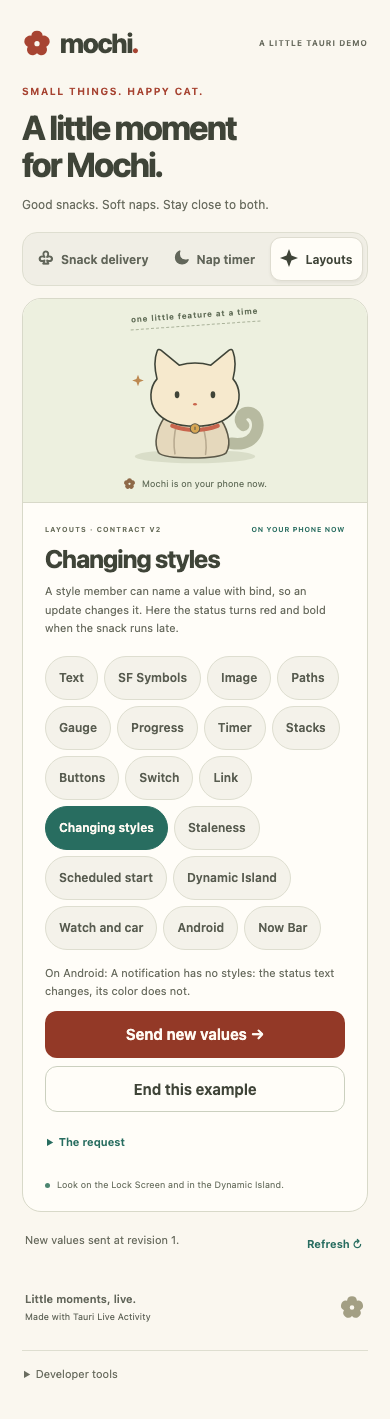 mochi.
A LITTLE TAURI DEMO
SMALL THINGS. HAPPY CAT.
A little moment
for Mochi.
Good snacks. Soft naps. Stay close to both.
Snack delivery
Nap timer
Layouts
one little feature at a time
Mochi is on your phone now.
LAYOUTS · CONTRACT V2
ON YOUR PHONE NOW
Changing styles
A style member can name a value with bind, so an
update changes it. Here the status turns red and bold
when the snack runs late.
Text
SF Symbols
Image
Paths
Gauge
Progress
Timer
Stacks
Buttons
Switch
Link
Changing styles
Staleness
Scheduled start
Dynamic Island
Watch and car
Android
Now Bar
On Android: A notification has no styles: the status text
changes, its color does not.
Send new values →
End this example
The request
Look on the Lock Screen and in the Dynamic Island.
New values sent at revision 1.
Refresh ↻
Little moments, live.
Made with Tauri Live Activity
Developer tools